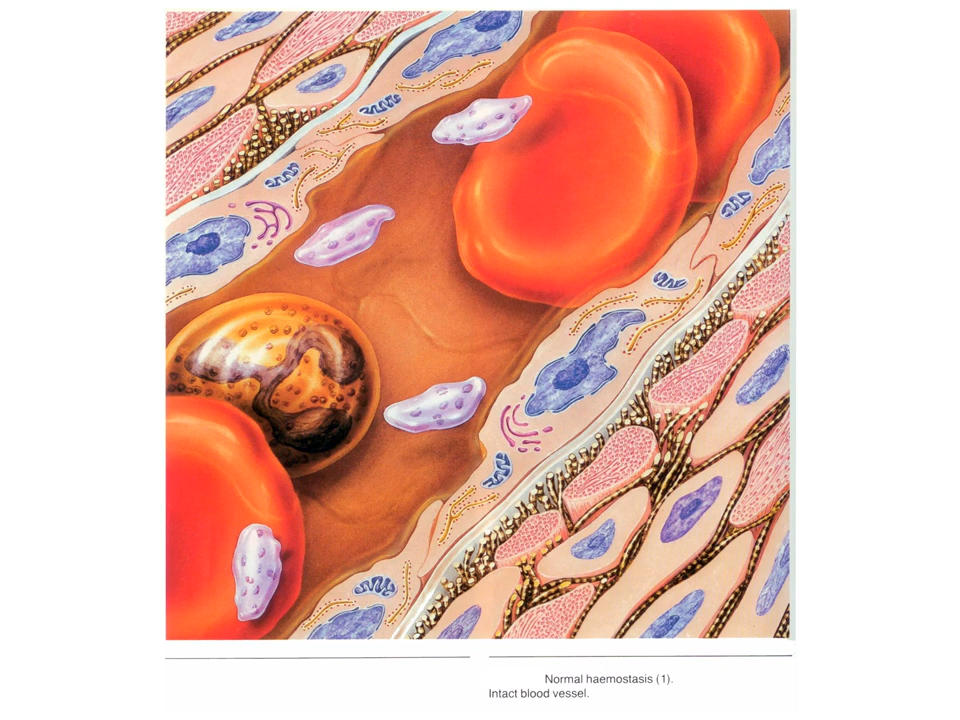 Normal haemostasis (1).
Intact blood vessel.